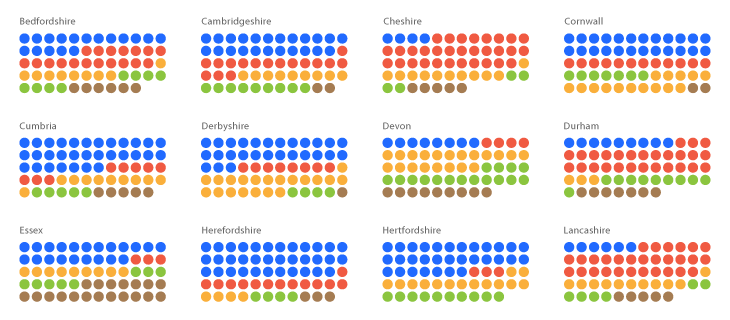 Bedfordshire
Cambridgeshire
Cheshire
Cornwall
Cumbria
Derbyshire
Devon
Durham
Essex
Herefordshire
Hertfordshire
Lancashire